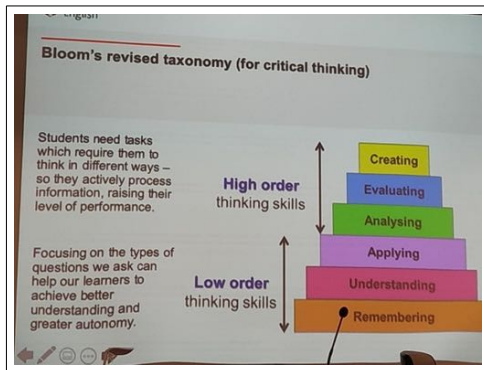 English
Bloom's revised taxonomy (for critical thinking)
Students need tasks
which require them to
think in different ways –
so they actively process
information, raising their
level of performance.
Focusing on the types of
questions we ask can
help our learners to
achieve better
understanding and
greater autonomy.
High order
thinking skills
Low order
thinking skills
Creating
Evaluating
Analysing
Applying
Understanding
Remembering